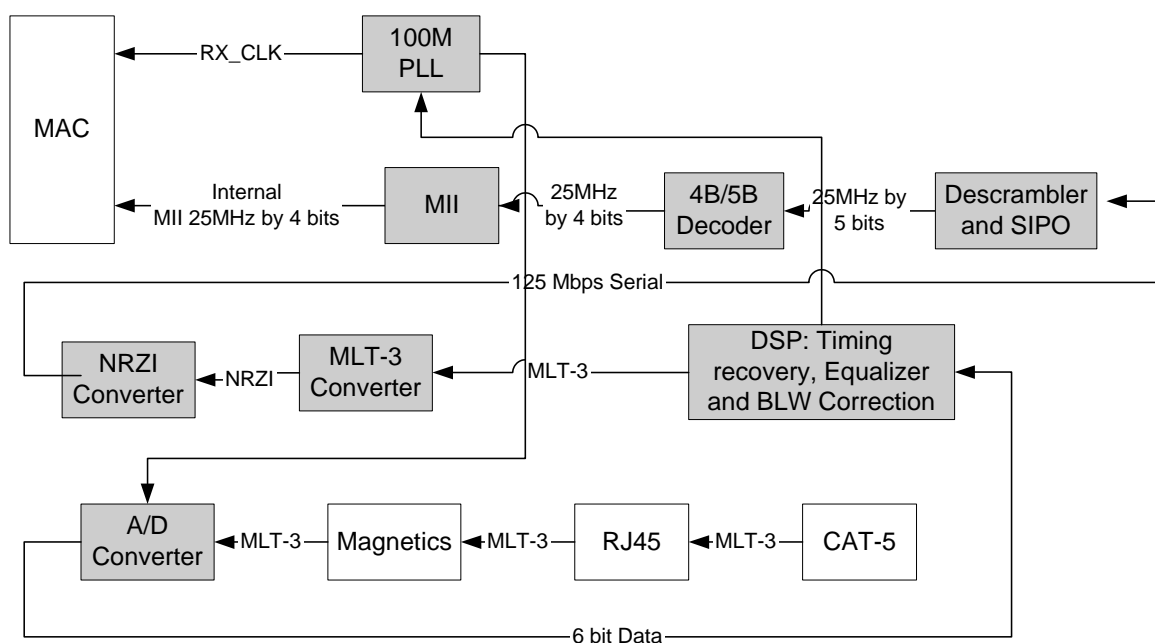 100M
PLL
RX_CLK
MAC
Internal
MII 25MHz by 4 bits
MII
25MHz
by 4 bits
4B/5B
Decoder
25MHz by
5 bits
Descrambler
and SIPO
125 Mbps Serial
NRZI
Converter
NRZI
MLT-3
Converter
MLT-3
DSP: Timing
recovery, Equalizer
and BLW Correction
A/D
Converter
MLT-3
Magnetics
MLT-3
RJ45
MLT-3
CAT-5
6 bit Data